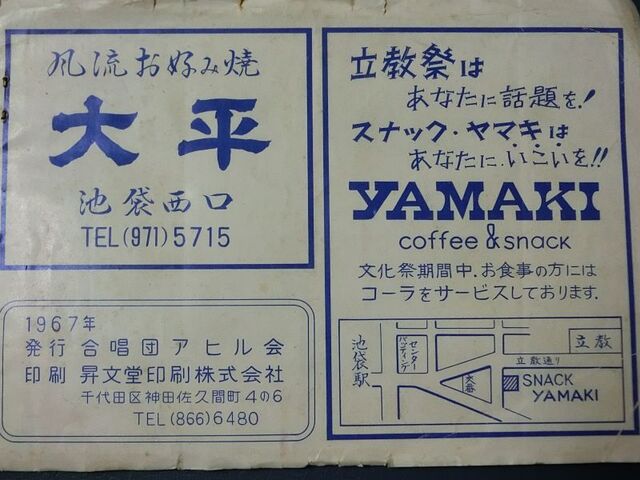 風流お好み焼
大平
池袋西口
TEL(971)5715
1967年
発行 合唱団アヒル会
印刷 昇文堂印刷株式会社
千代田区神田佐久間町4の6
TEL(866)6480
立教祭は
あなたに話題を!
スナック・ヤマキは
あなたに.いこいを!!
YAMAKI
coffee & snack
文化祭期間中.お食事の方には
コーラをサービスしております.
池袋駅
バッティング
センター
立教
立教通り
SNACK
YAMAKI